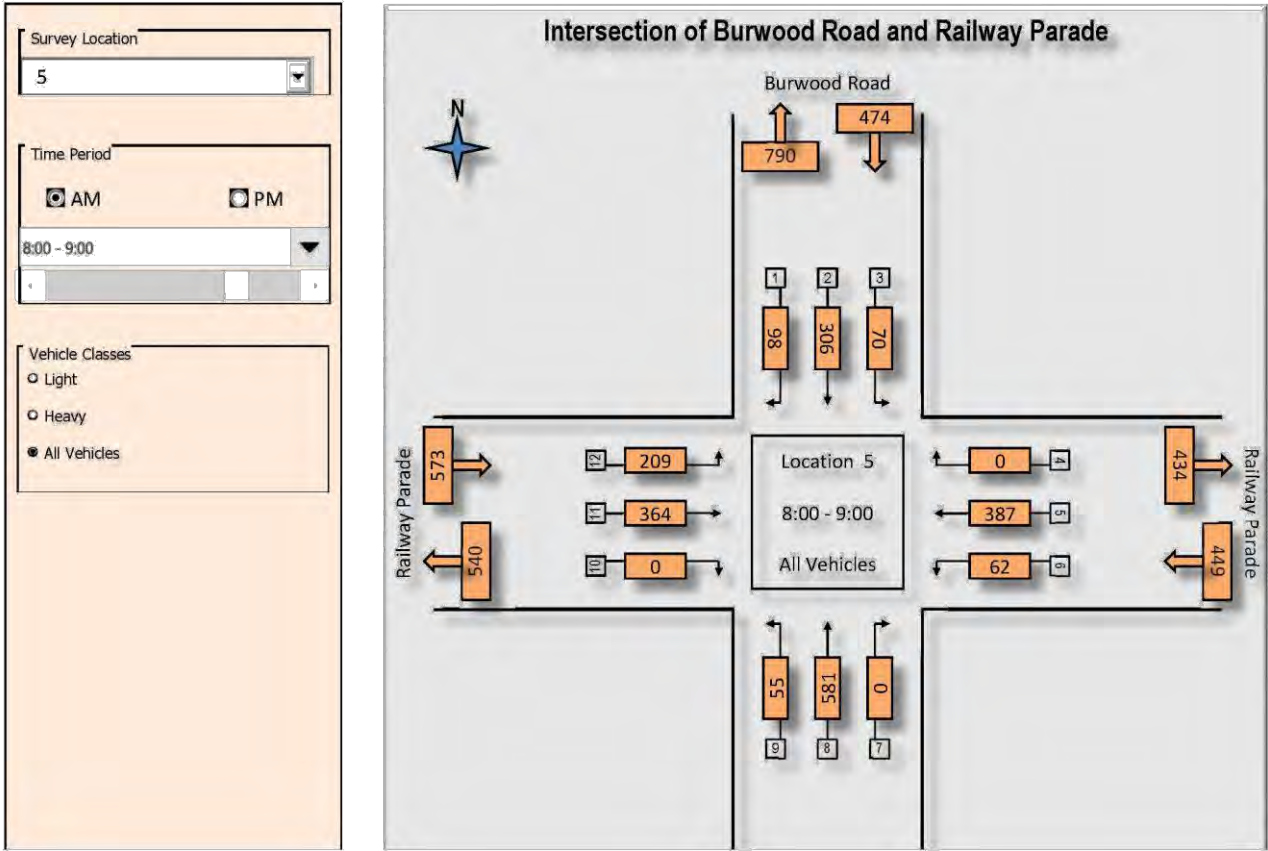 Survey Location
5
Time Period
AM
PM
8:00 - 9:00
Vehicle Classes
Light
Heavy
All Vehicles
Intersection of Burwood Road and Railway Parade
N
Burwood Road
790
474
1
2
3
98
306
70
Railway Parade
573
540
12
209
11
364
10
0
Location 5
8:00 - 9:00
All Vehicles
0
4
387
5
62
6
434
449
Railway Parade
55
581
0
9
8
7